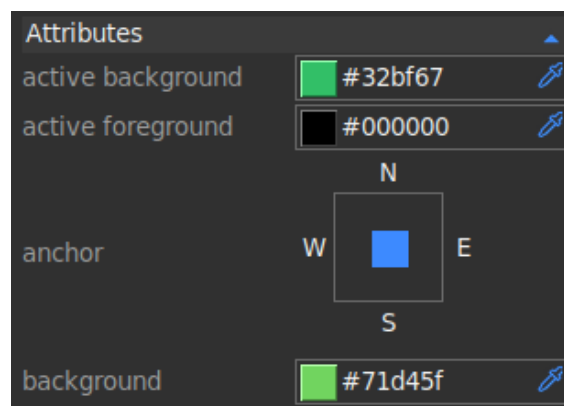 Attributes
active background #32bf67
active foreground #000000
N
anchor W E
S
background #71d45f